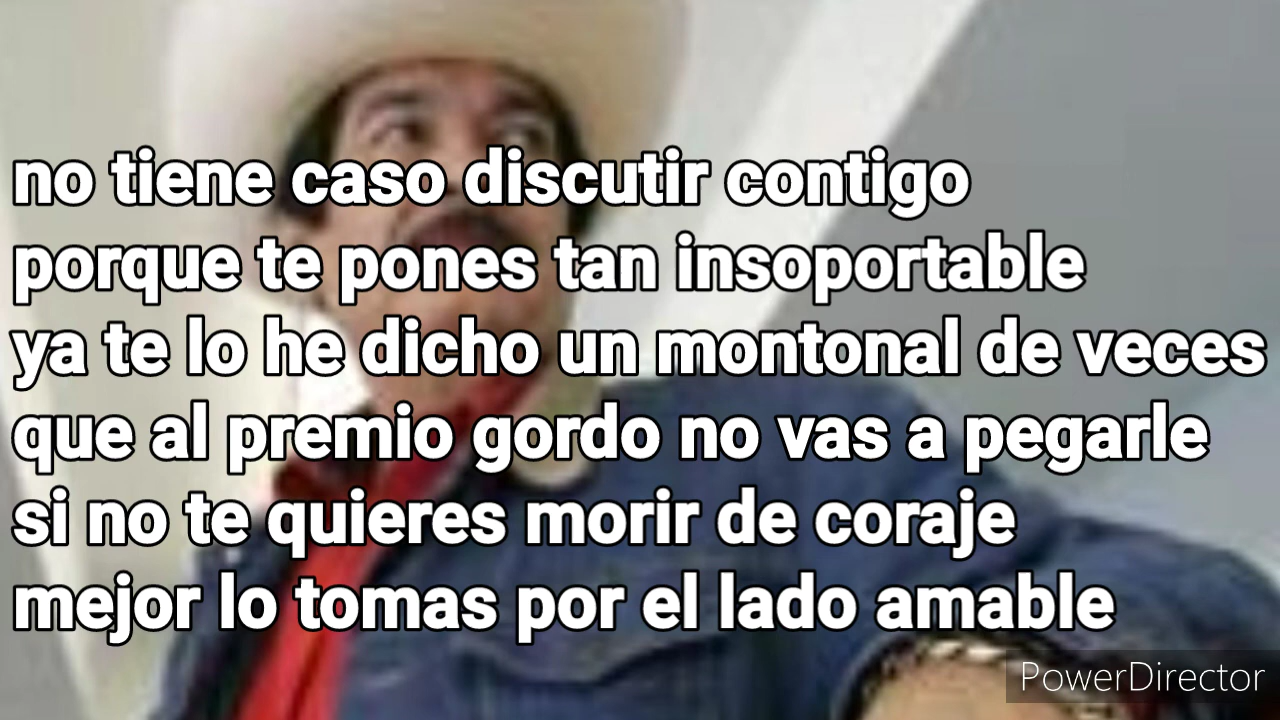 no tiene caso discutir contigo
porque te pones tan insoportable
ya te lo he dicho un montonal de veces
que al premio gordo no vas a pegarle
si no te quieres morir de coraje
mejor lo tomas por el lado amable
PowerDirector